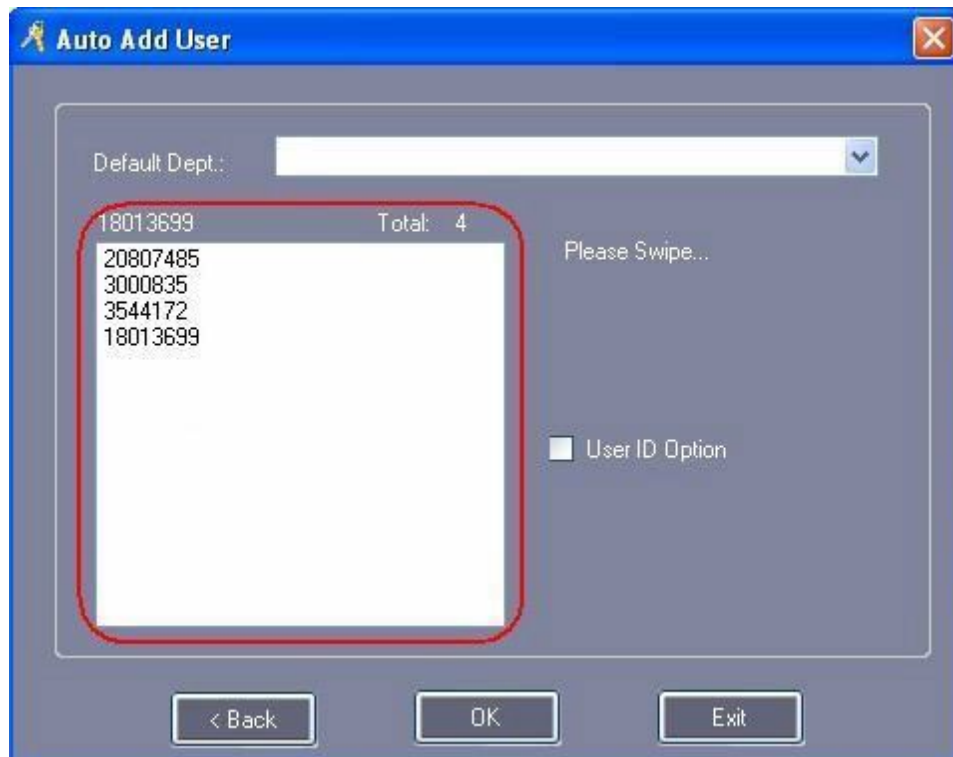 Auto Add User
Default Dept.:
18013699 Total: 4
20807485
3000835
3544172
18013699
Please Swipe...
User ID Option
< Back OK Exit